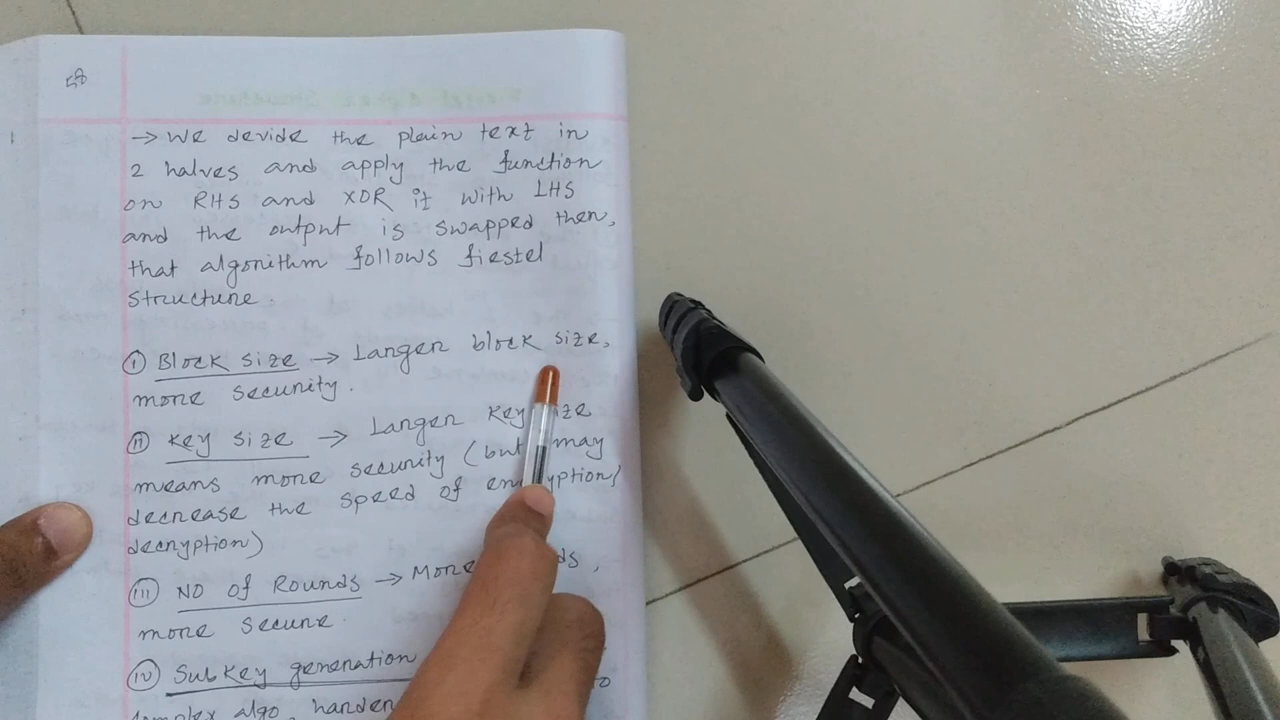 → We devide the plain text in
2 halves and apply the function
on RHS and XOR it with LHS
and the output is swapped then,
that algorithm follows fiestel
structure.
(I) Block size → Larger block size,
more security.
(II) Key size → Larger key size
means more security (but may
decrease the speed of encryption/
decryption)
(III) NO of Rounds → More
more secure.
(IV) Subkey generation
algo, harder